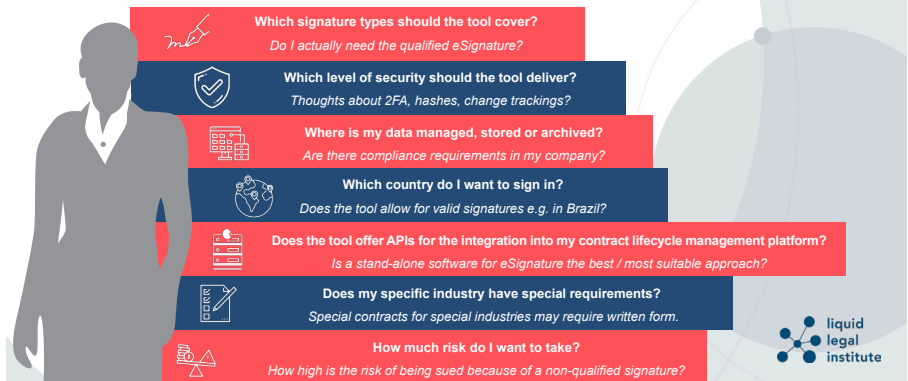 Which signature types should the tool cover?
Do I actually need the qualified eSignature?
Which level of security should the tool deliver?
Thoughts about 2FA, hashes, change trackings?
Where is my data managed, stored or archived?
Are there compliance requirements in my company?
Which country do I want to sign in?
Does the tool allow for valid signatures e.g. in Brazil?
Does the tool offer APIs for the integration into my contract lifecycle management platform?
Is a stand-alone software for eSignature the best / most suitable approach?
Does my specific industry have special requirements?
Special contracts for special industries may require written form.
How much risk do I want to take?
How high is the risk of being sued because of a non-qualified signature?
liquid
legal
institute